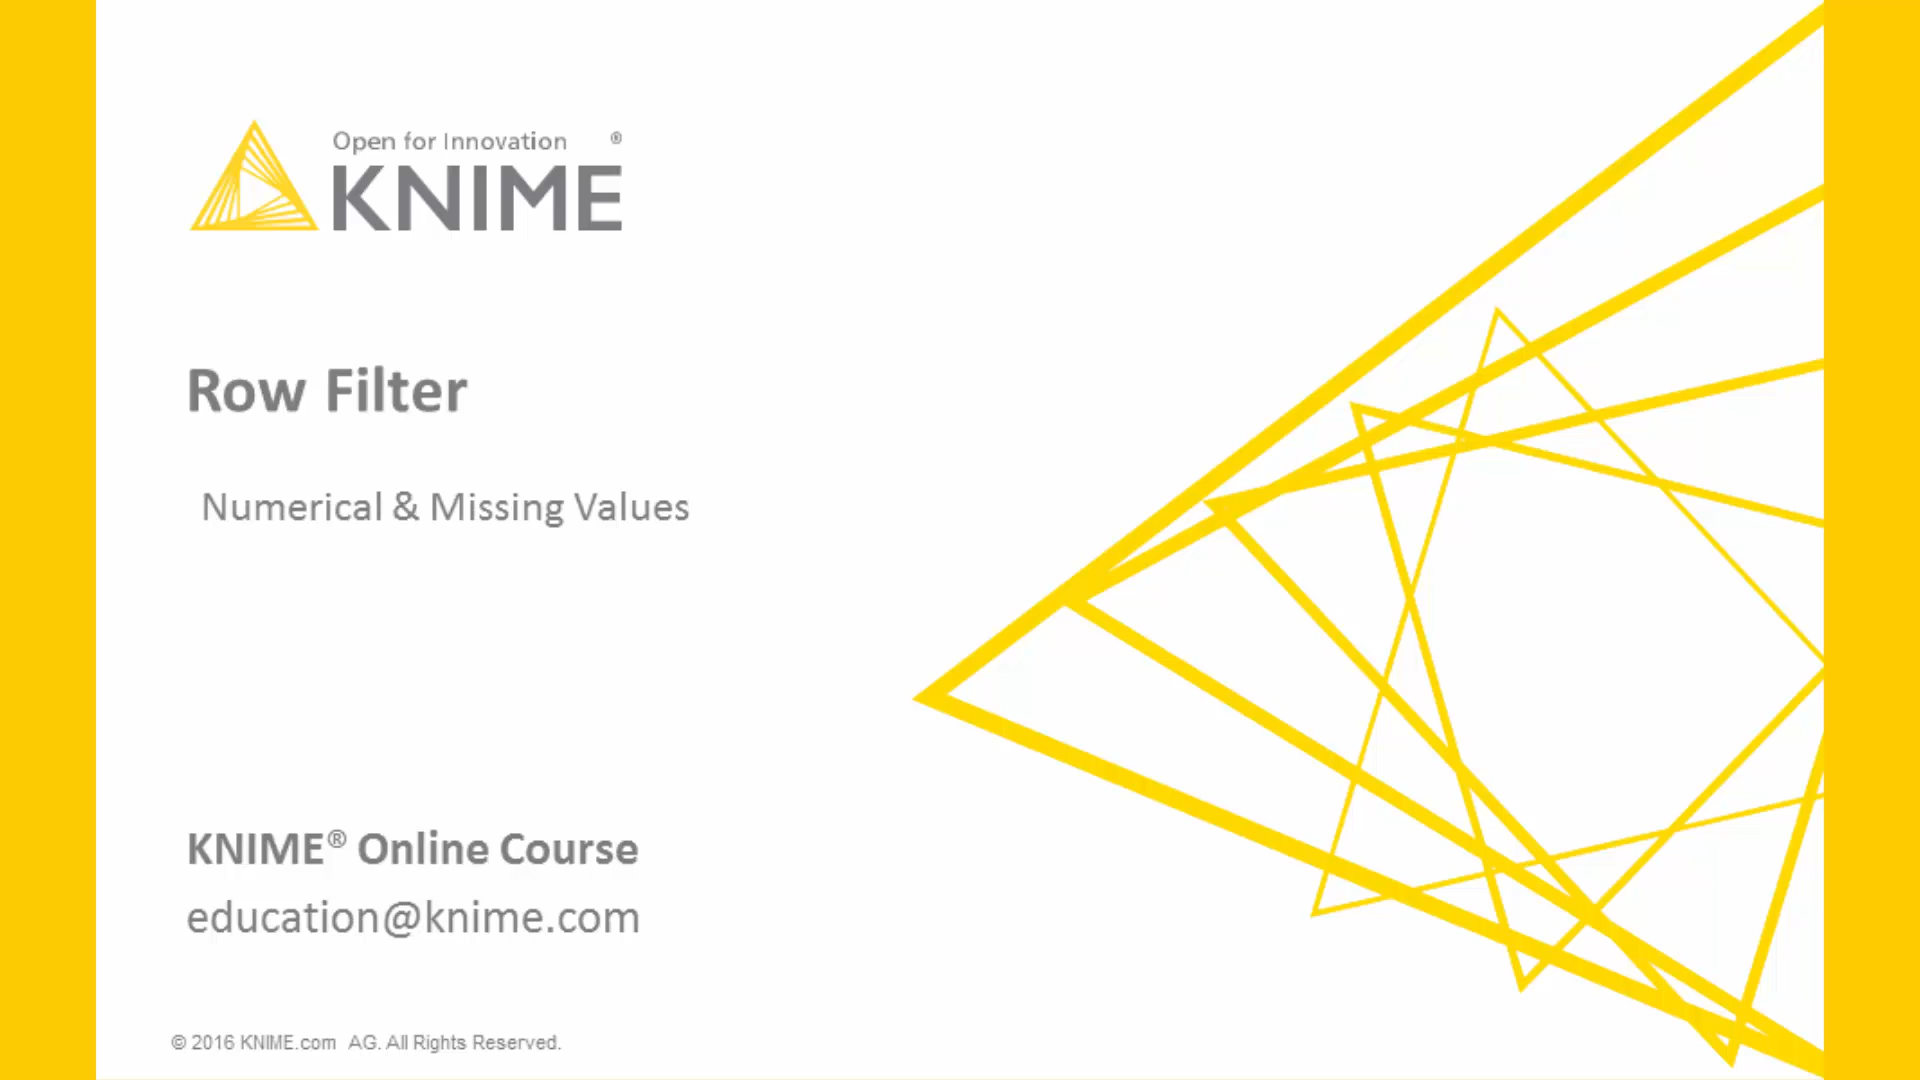 Open for Innovation ®
KNIME
Row Filter
Numerical & Missing Values
KNIME® Online Course
education@knime.com
© 2016 KNIME.com AG. All Rights Reserved.